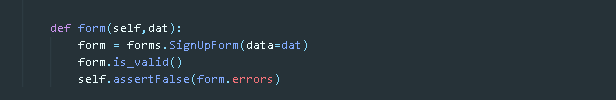 def form(self,dat):
form = forms.SignUpForm(data=dat)
form.is_valid()
self.assertFalse(form.errors)